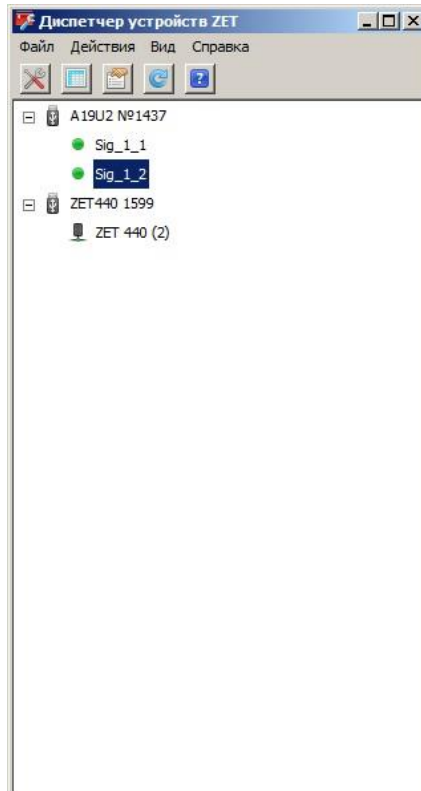 Диспетчер устройств ZET
Файл Действия Вид Справка
A19U2 №1437
Sig_1_1
Sig_1_2
ZET440 1599
ZET 440 (2)